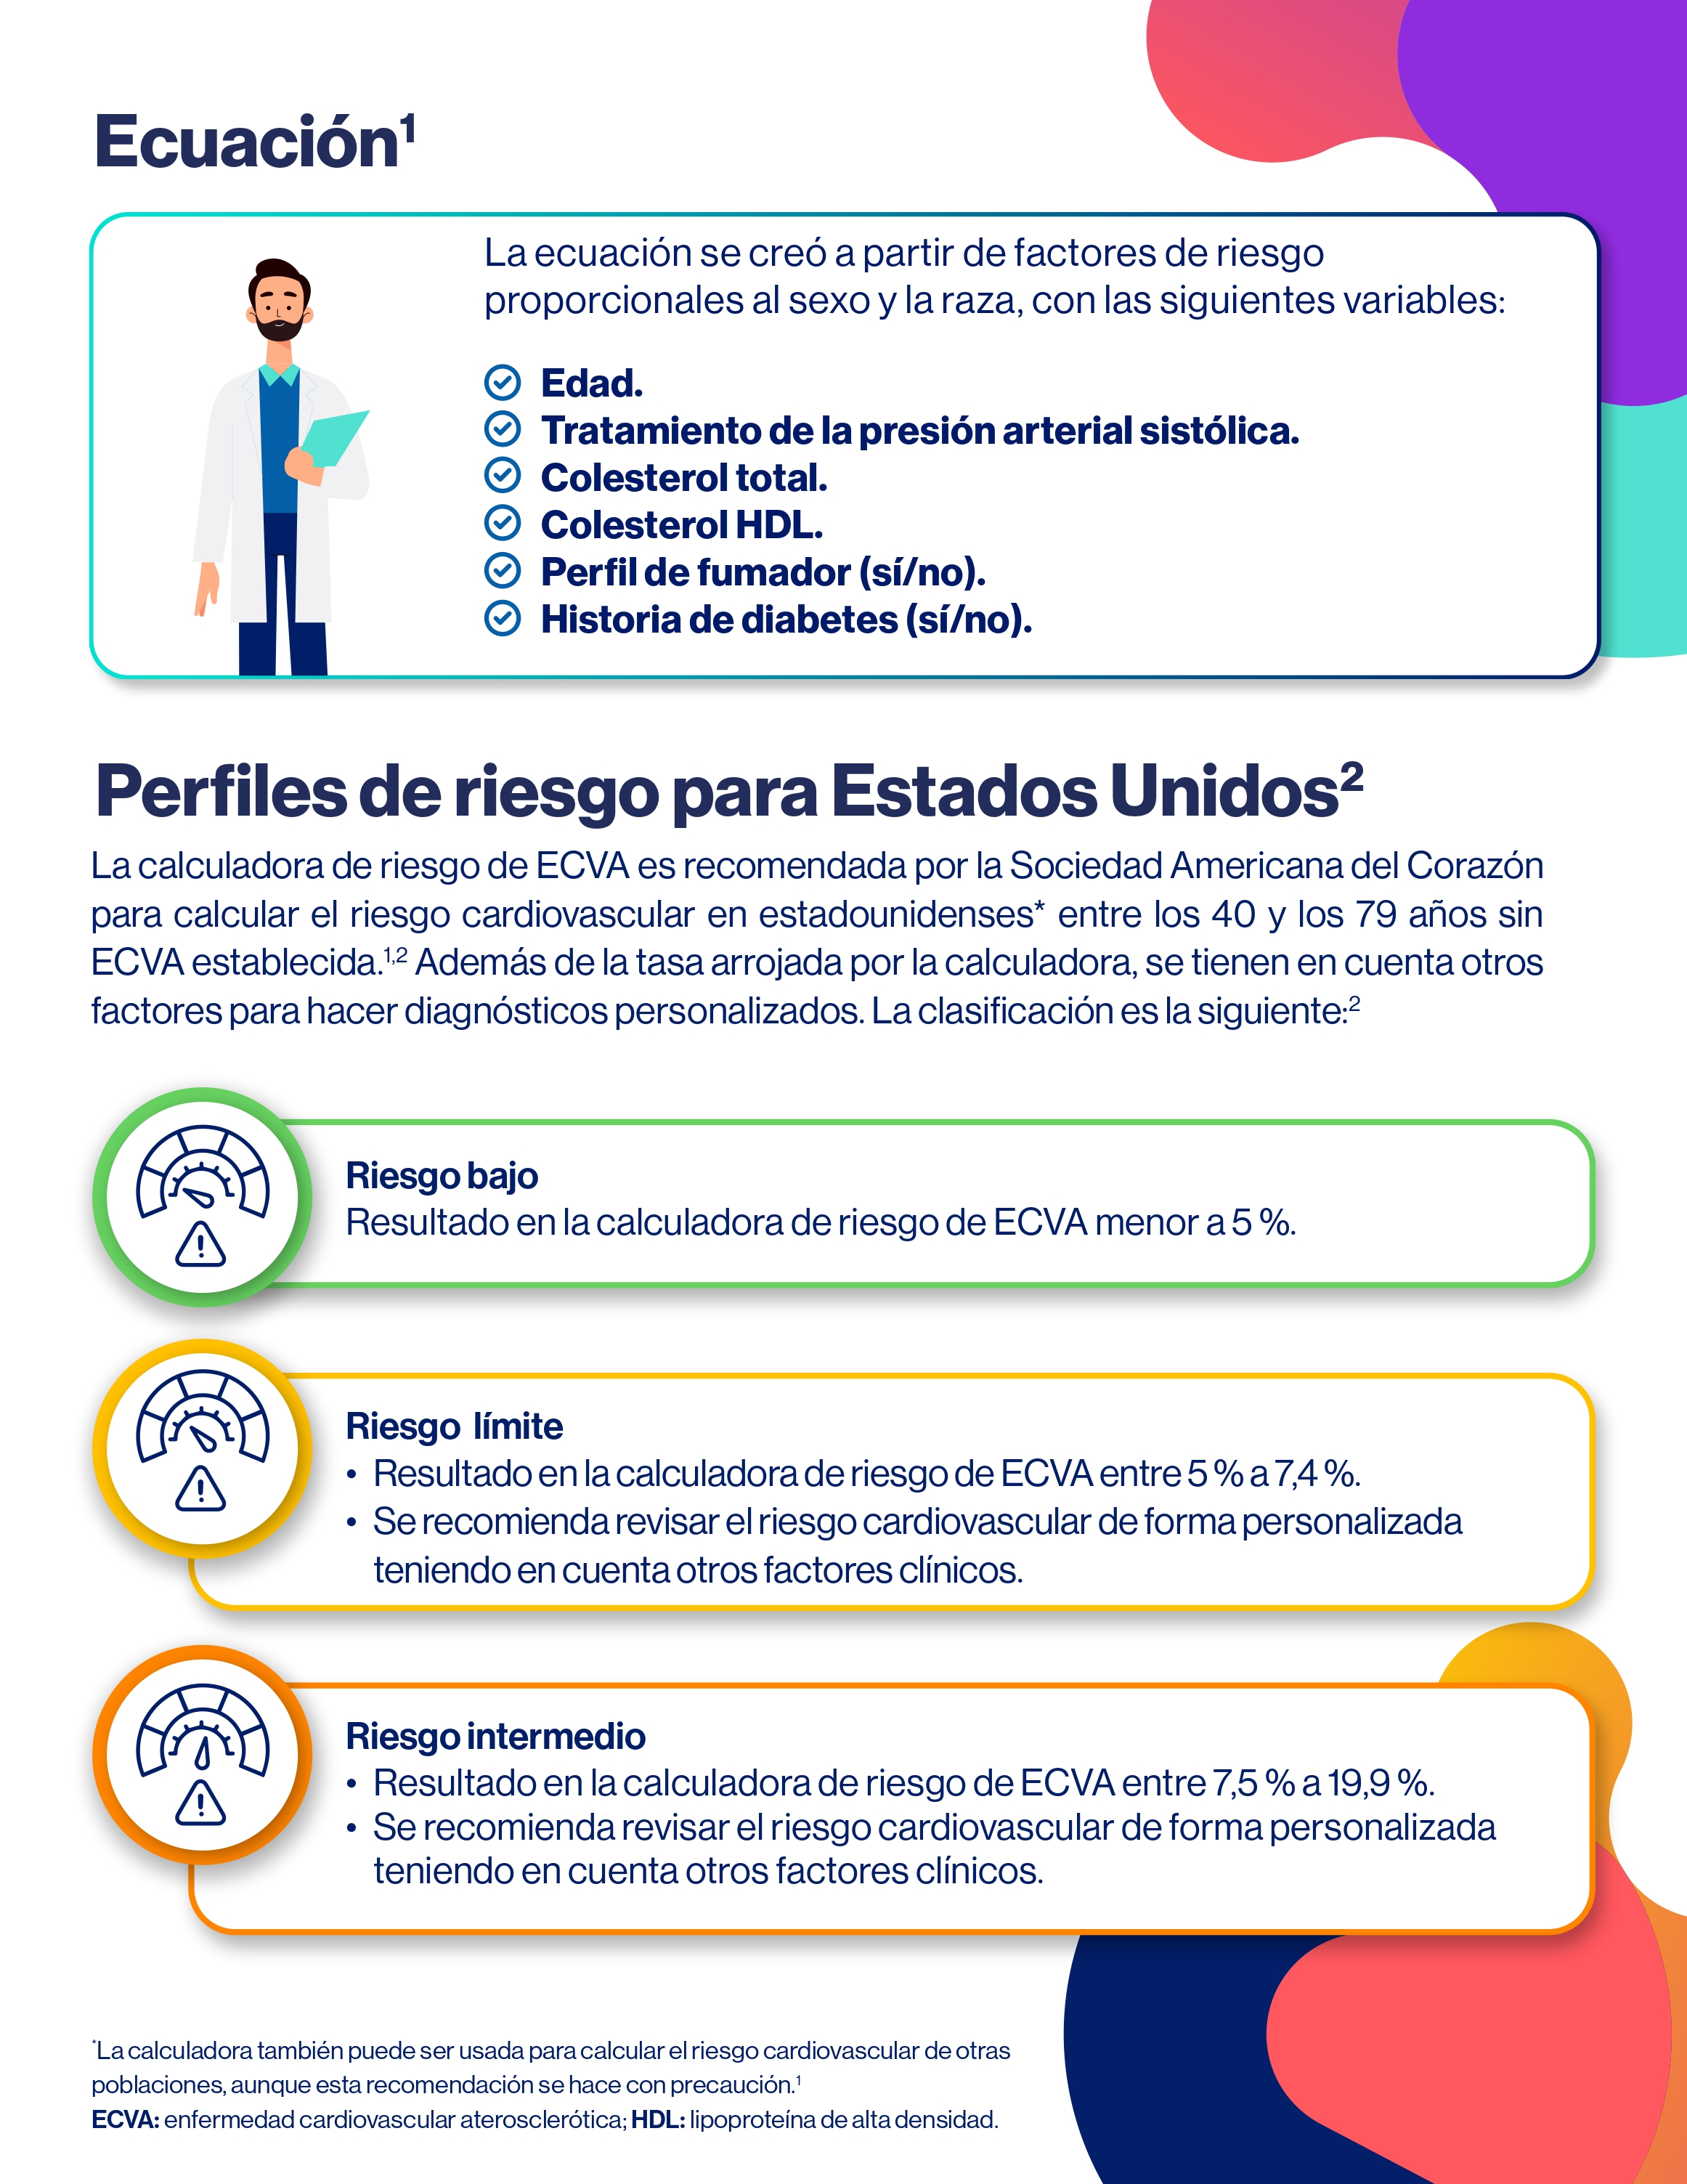 Ecuación¹
La ecuación se creó a partir de factores de riesgo
proporcionales al sexo y la raza, con las siguientes variables:
Edad.
Tratamiento de la presión arterial sistólica.
Colesterol total.
Colesterol HDL.
Perfil de fumador (sí/no).
Historia de diabetes (sí/no).
Perfiles de riesgo para Estados Unidos²
La calculadora de riesgo de ECVA es recomendada por la Sociedad Americana del Corazón
para calcular el riesgo cardiovascular en estadounidenses* entre los 40 y los 79 años sin
ECVA establecida.¹,² Además de la tasa arrojada por la calculadora, se tienen en cuenta otros
factores para hacer diagnósticos personalizados. La clasificación es la siguiente:²
Riesgo bajo
Resultado en la calculadora de riesgo de ECVA menor a 5 %.
Riesgo límite
• Resultado en la calculadora de riesgo de ECVA entre 5 % a 7,4 %.
• Se recomienda revisar el riesgo cardiovascular de forma personalizada
teniendo en cuenta otros factores clínicos.
Riesgo intermedio
• Resultado en la calculadora de riesgo de ECVA entre 7,5 % a 19,9 %.
• Se recomienda revisar el riesgo cardiovascular de forma personalizada
teniendo en cuenta otros factores clínicos.
*La calculadora también puede ser usada para calcular el riesgo cardiovascular de otras
poblaciones, aunque esta recomendación se hace con precaución.¹
ECVA: enfermedad cardiovascular aterosclerótica; HDL: lipoproteína de alta densidad.